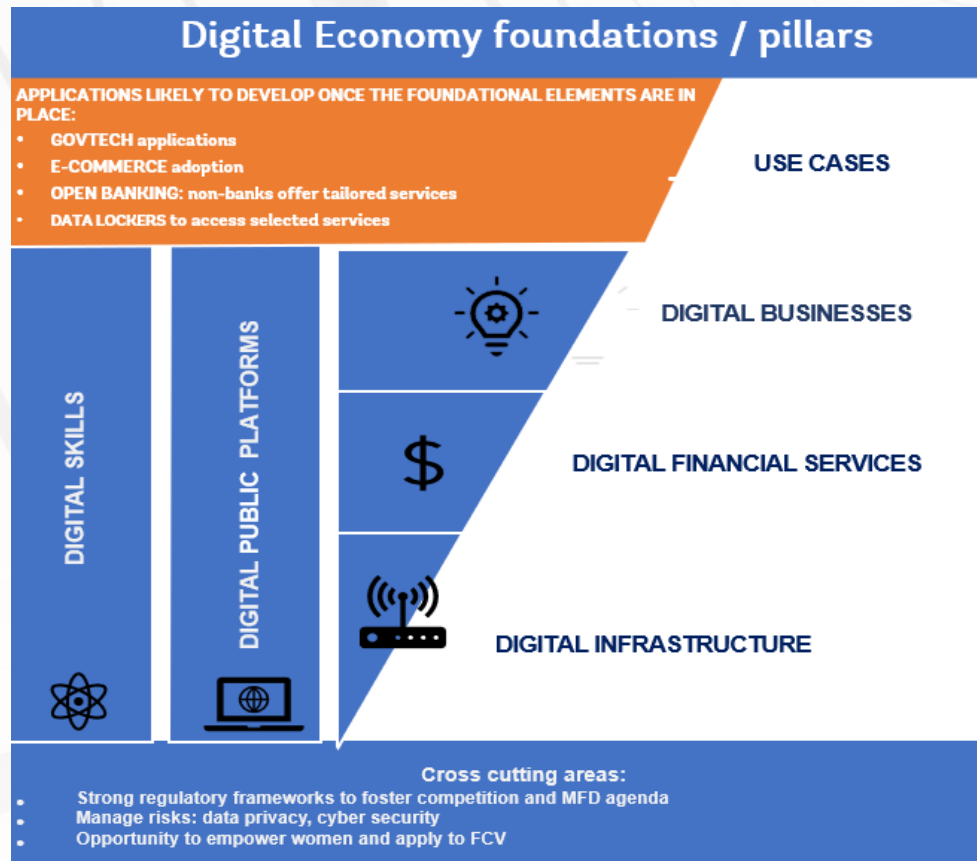 Digital Economy foundations / pillars
APPLICATIONS LIKELY TO DEVELOP ONCE THE FOUNDATIONAL ELEMENTS ARE IN
PLACE:
• GOVTECH applications
• E-COMMERCE adoption
• OPEN BANKING: non-banks offer tailored services
• DATA LOCKERS to access selected services
USE CASES
DIGITAL SKILLS
DIGITAL PUBLIC PLATFORMS
DIGITAL BUSINESSES
$
DIGITAL FINANCIAL SERVICES
DIGITAL INFRASTRUCTURE
Cross cutting areas:
• Strong regulatory frameworks to foster competition and MFD agenda
• Manage risks: data privacy, cyber security
• Opportunity to empower women and apply to FCV